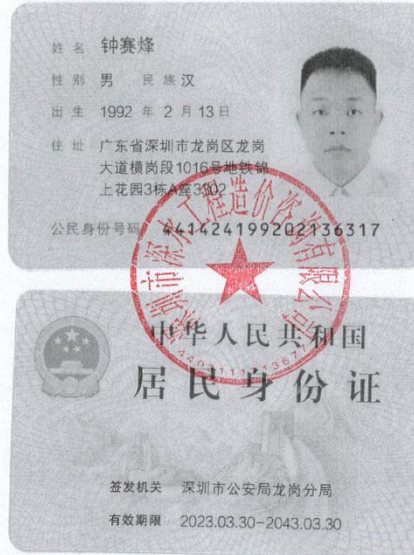 姓名 钟赛烽
性别 男 民族 汉
出生 1992 年 2 月 13 日
住址 广东省深圳市龙岗区龙岗
大道横岗段1016号地铁锦
上花园3栋A座3302
公民身份号码 441424199202136317
深圳市深水工程造价咨询有限公司
中华人民共和国
居民身份证
签发机关 深圳市公安局龙岗分局
有效期限 2023.03.30-2043.03.30